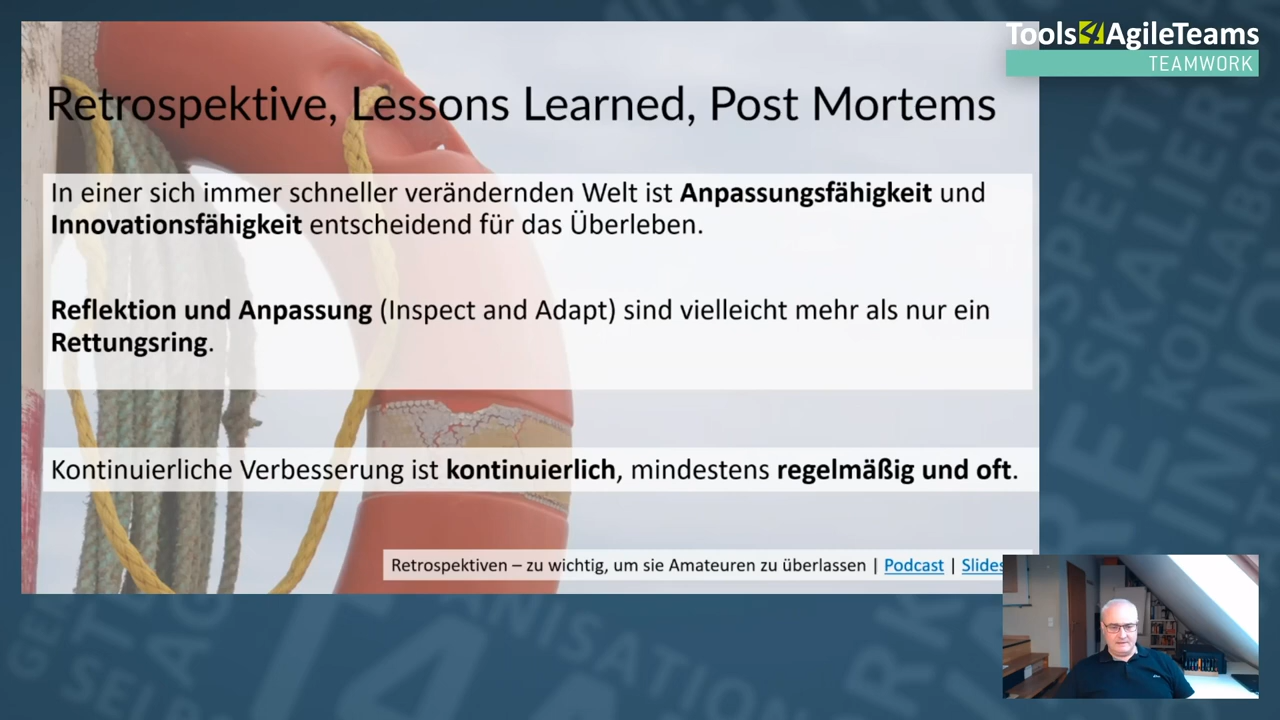 Tools4AgileTeams
TEAMWORK
Retrospektive, Lessons Learned, Post Mortems
In einer sich immer schneller verändernden Welt ist Anpassungsfähigkeit und
Innovationsfähigkeit entscheidend für das Überleben.
Reflektion und Anpassung (Inspect and Adapt) sind vielleicht mehr als nur ein
Rettungsring.
Kontinuierliche Verbesserung ist kontinuierlich, mindestens regelmäßig und oft.
Retrospektiven – zu wichtig, um sie Amateuren zu überlassen | Podcast | Slides